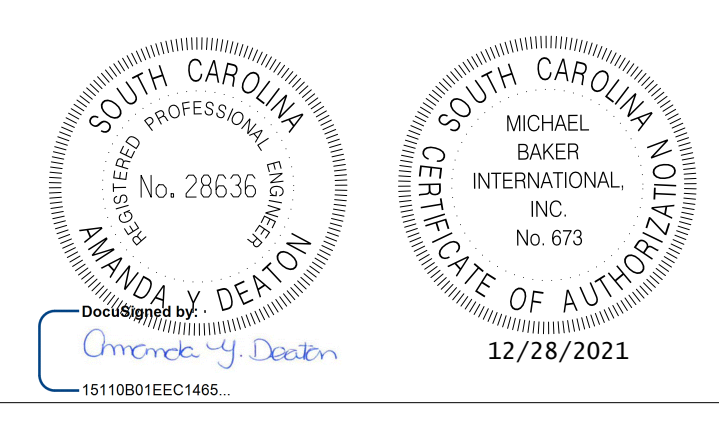 SOUTH CAROLINA
REGISTERED PROFESSIONAL ENGINEER
No. 28636
AMANDA Y DEATON
DocuSigned by:
Amanda Y. Deaton
15110B01EEC1465...
SOUTH CAROLINA
MICHAEL
BAKER
INTERNATIONAL,
INC.
No. 673
CERTIFICATE OF AUTHORIZATION
12/28/2021